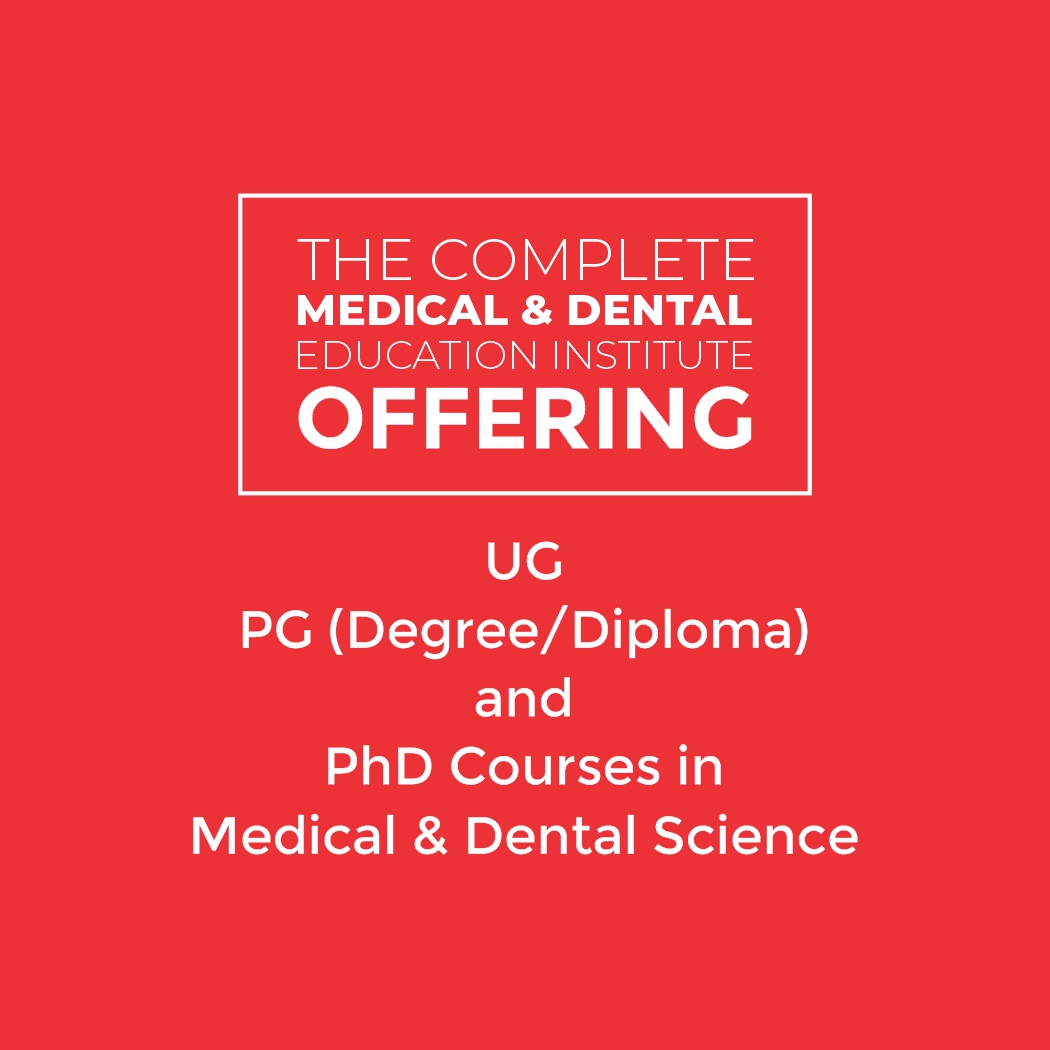 THE COMPLETE
MEDICAL & DENTAL
EDUCATION INSTITUTE
OFFERING
UG
PG (Degree/Diploma)
and
PhD Courses in
Medical & Dental Science